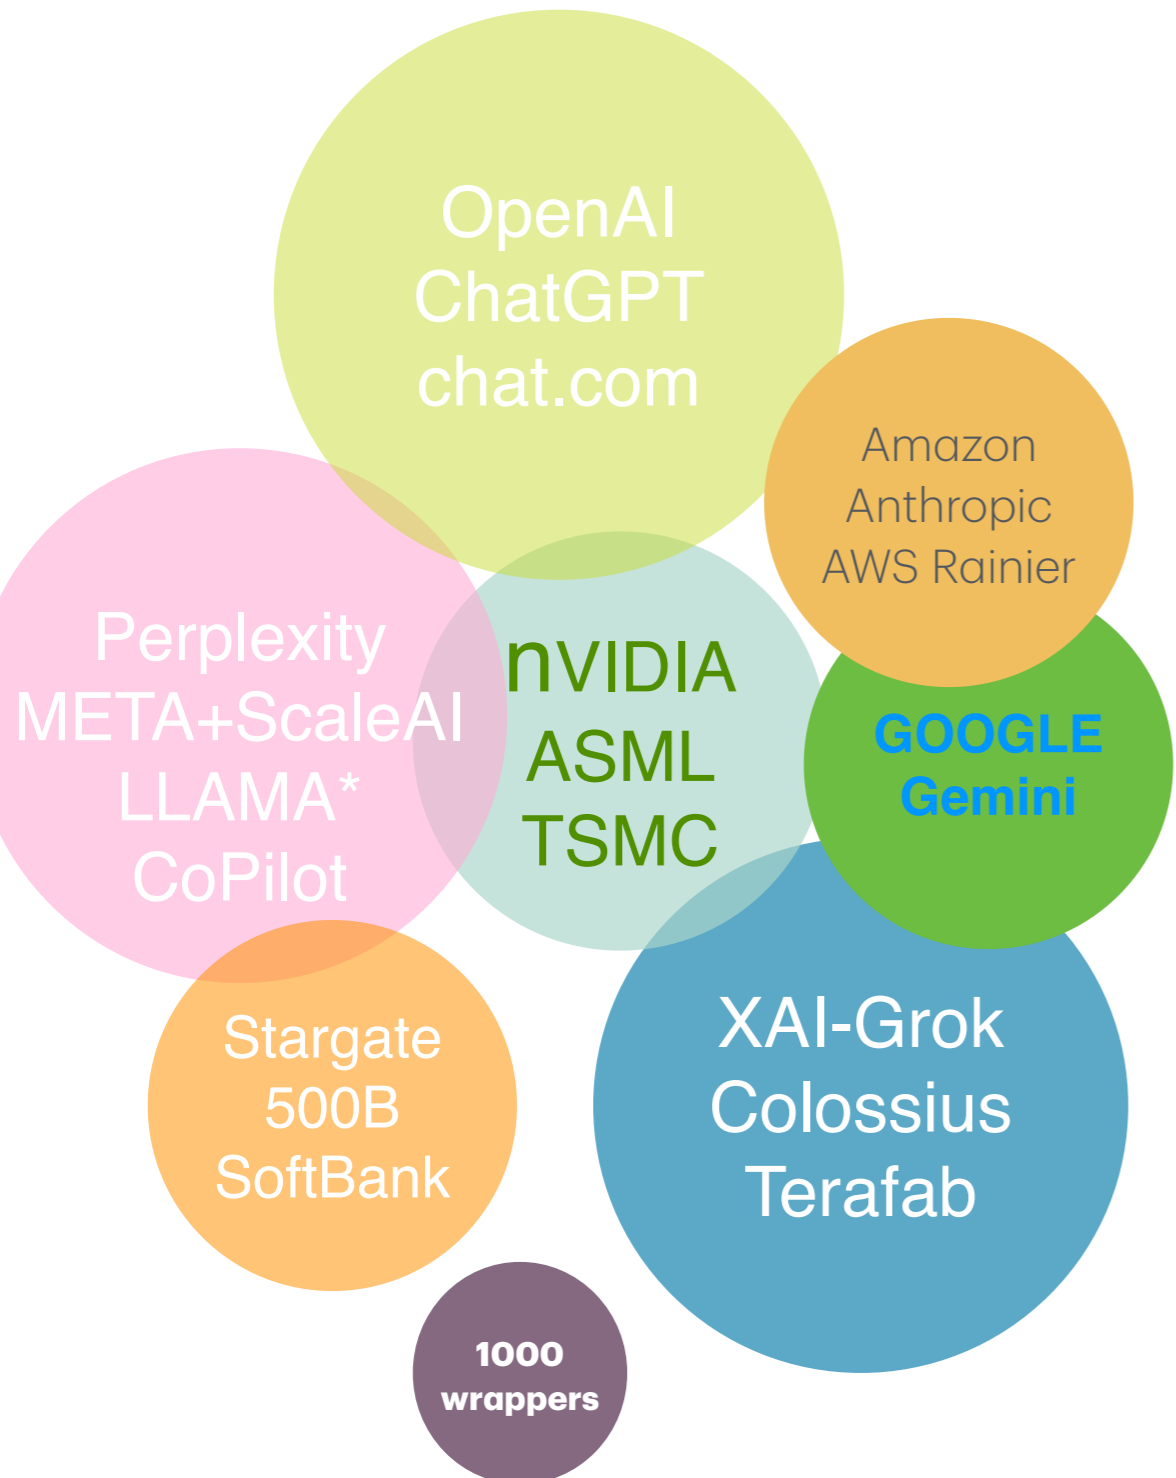 OpenAI
ChatGPT
chat.com
Amazon
Anthropic
AWS Rainier
Perplexity
META+ScaleAI
LLAMA*
CoPilot
nVIDIA
ASML
TSMC
GOOGLE
Gemini
Stargate
500B
SoftBank
XAI-Grok
Colossius
Terafab
1000
wrappers